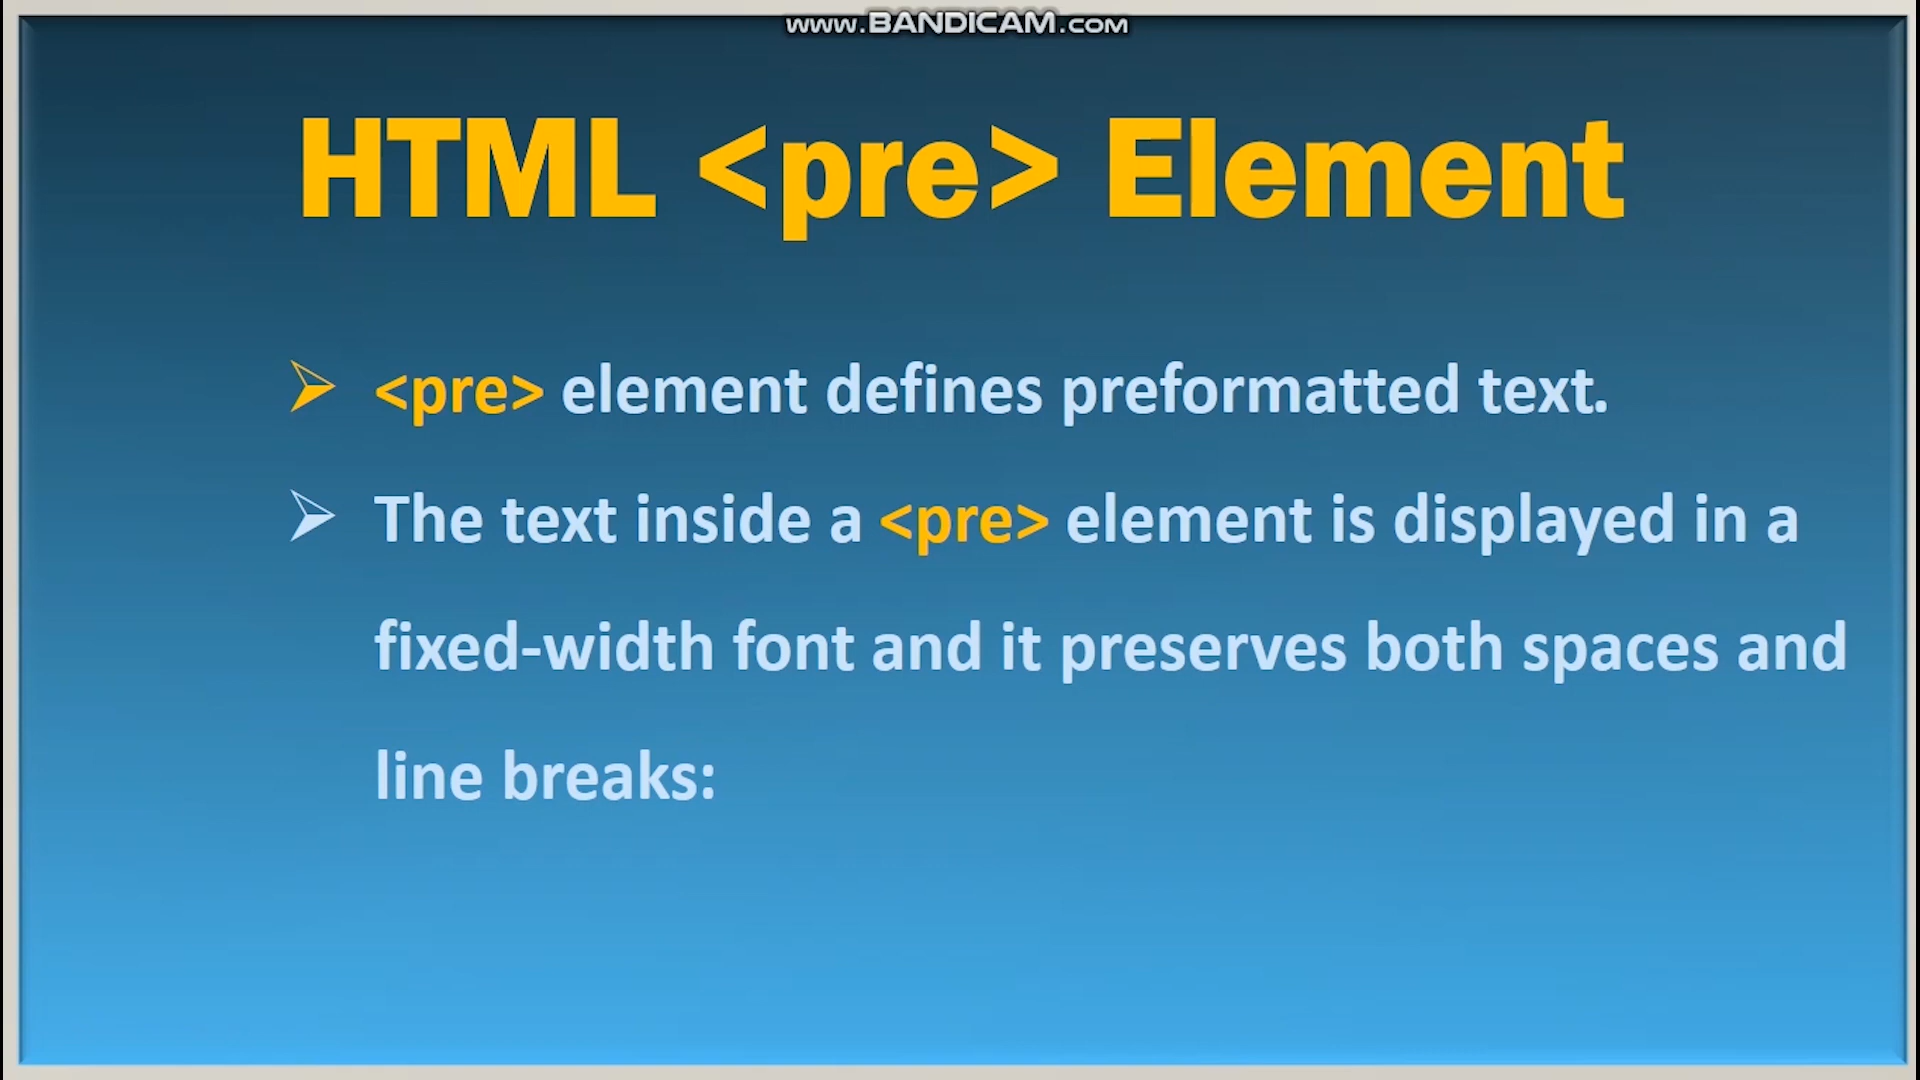 www.BANDICAM.com
HTML <pre> Element
➢ <pre> element defines preformatted text.
➢ The text inside a <pre> element is displayed in a
fixed-width font and it preserves both spaces and
line breaks: